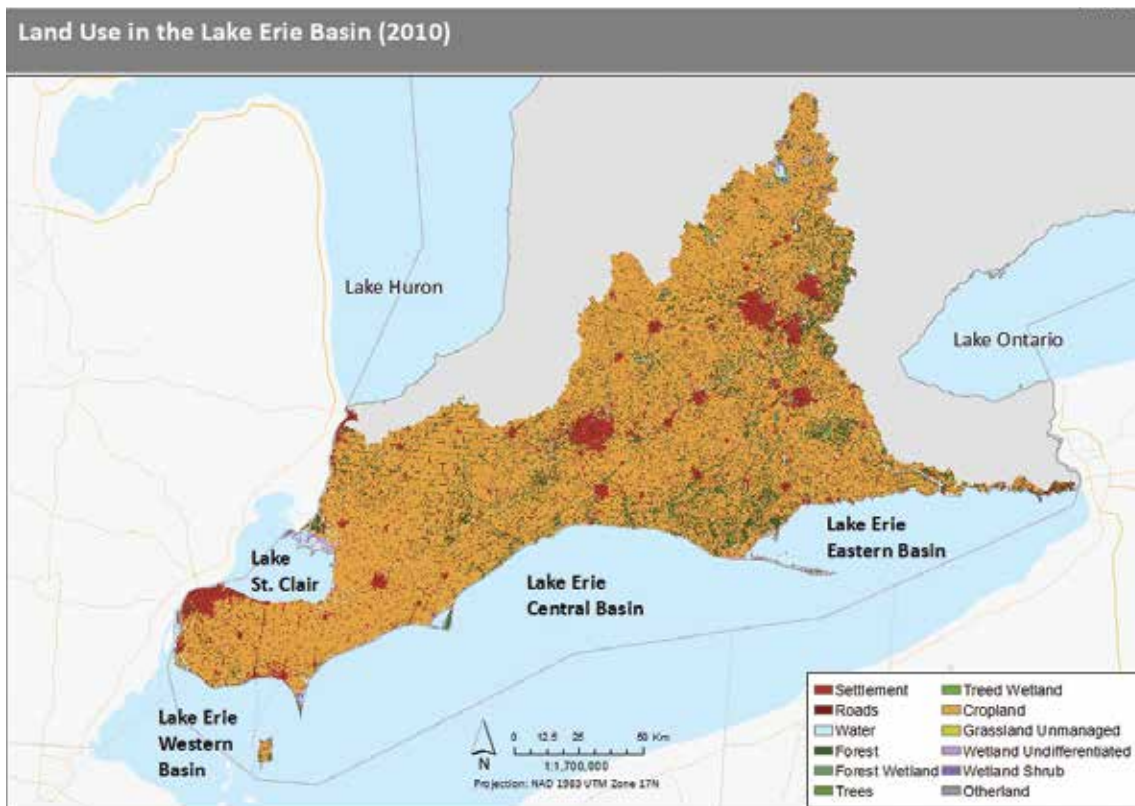 Land Use in the Lake Erie Basin (2010)
Lake Huron
Lake Ontario
Lake
St. Clair
Lake Erie
Eastern Basin
Lake Erie
Central Basin
Lake Erie
Western
Basin
N
0 12.5 25 50 Km
1:1,700,000
Projection: NAD 1983 UTM Zone 17N
Settlement
Roads
Water
Forest
Forest Wetland
Trees
Treed Wetland
Cropland
Grassland Unmanaged
Wetland Undifferentiated
Wetland Shrub
Otherland